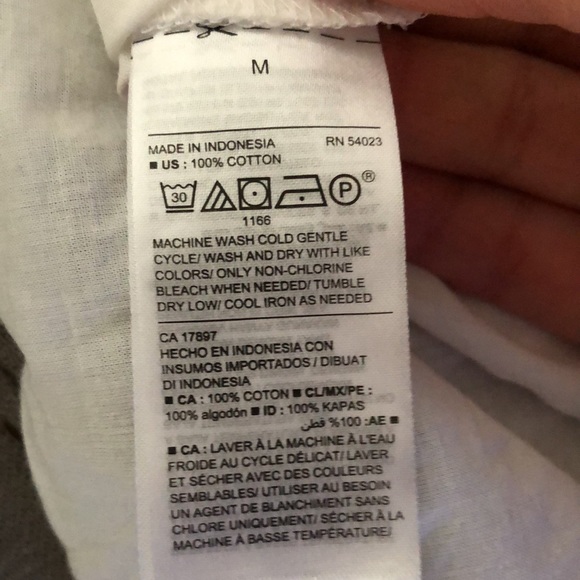 M
MADE IN INDONESIA RN 54023
■ US : 100% COTTON
30 P ®
1166
MACHINE WASH COLD GENTLE
CYCLE/ WASH AND DRY WITH LIKE
COLORS/ ONLY NON-CHLORINE
BLEACH WHEN NEEDED/ TUMBLE
DRY LOW/ COOL IRON AS NEEDED
CA 17897
HECHO EN INDONESIA CON
INSUMOS IMPORTADOS / DIBUAT
DI INDONESIA
■ CA : 100% COTON ■ CL/MX/PE :
100% algodón ■ ID : 100% KAPAS
■ AE: 100% قطن
■ CA : LAVER À LA MACHINE À L'EAU
FROIDE AU CYCLE DÉLICAT/ LAVER
ET SÉCHER AVEC DES COULEURS
SEMBLABLES/ UTILISER AU BESOIN
UN AGENT DE BLANCHIMENT SANS
CHLORE UNIQUEMENT/ SÉCHER À LA
MACHINE À BASSE TEMPÉRATURE/